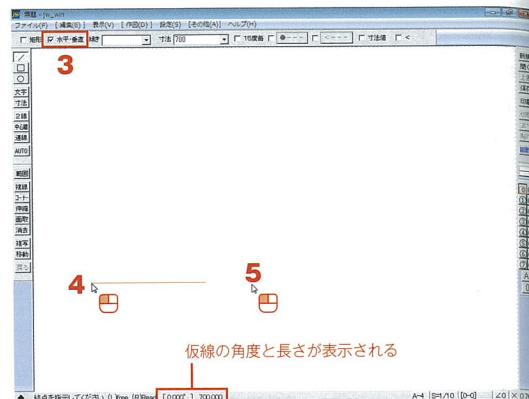 無題 - jw_win
ファイル(F) [編集(E)] 表示(V) [作図(D)] 設定(S) [その他(A)] ヘルプ(H)
矩形 水平・垂直 傾き 寸法 700 15度毎 ●--- <--- 寸法値 <
3
文字
寸法
2線
中心線
連線
AUTO
範囲
複線
コーナー
伸縮
面取
消去
複写
移動
戻る
4
5
仮線の角度と長さが表示される
終点を指示してください (L)free (R)Read [0.000°] 700.000
A-4 S=1/10 [0-0] ∠0